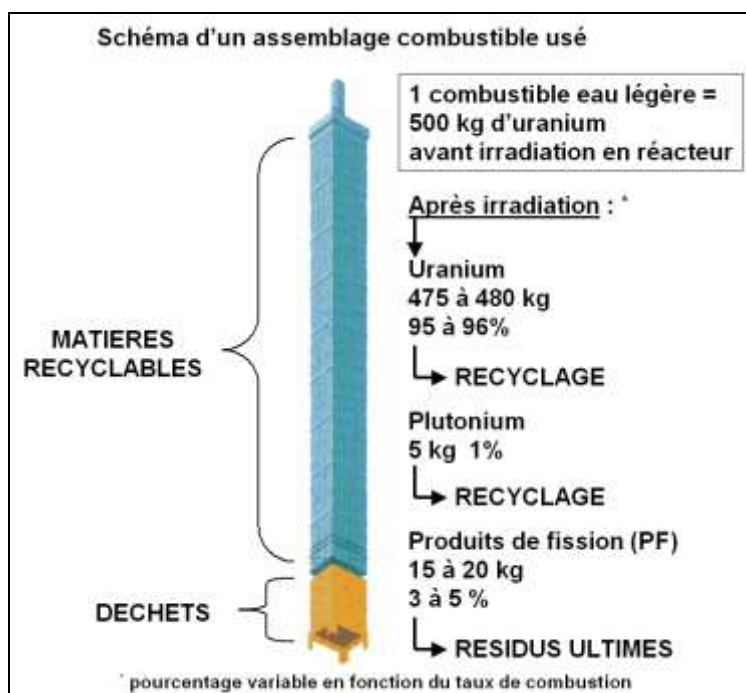 Schéma d’un assemblage combustible usé
1 combustible eau légère =
500 kg d’uranium
avant irradiation en réacteur
Après irradiation : *
Uranium
475 à 480 kg
95 à 96%
RECYCLAGE
MATIERES
RECYCLABLES
Plutonium
5 kg 1%
RECYCLAGE
Produits de fission (PF)
15 à 20 kg
3 à 5 %
RESIDUS ULTIMES
DECHETS
* pourcentage variable en fonction du taux de combustion